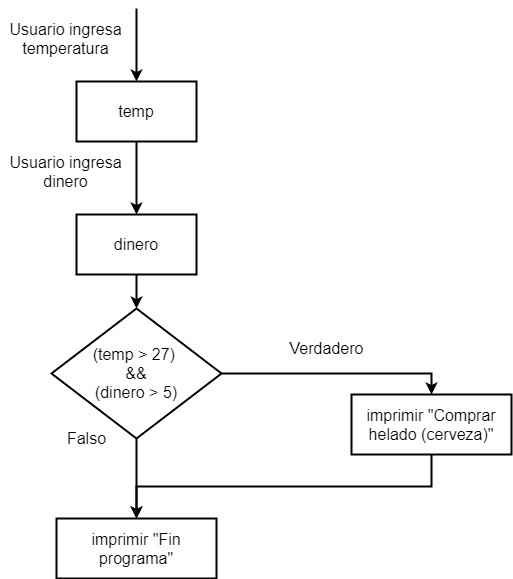 Usuario ingresa
temperatura
temp
Usuario ingresa
dinero
dinero
(temp > 27)
&&
(dinero > 5)
Verdadero
imprimir "Comprar
helado (cerveza)"
Falso
imprimir "Fin
programa"